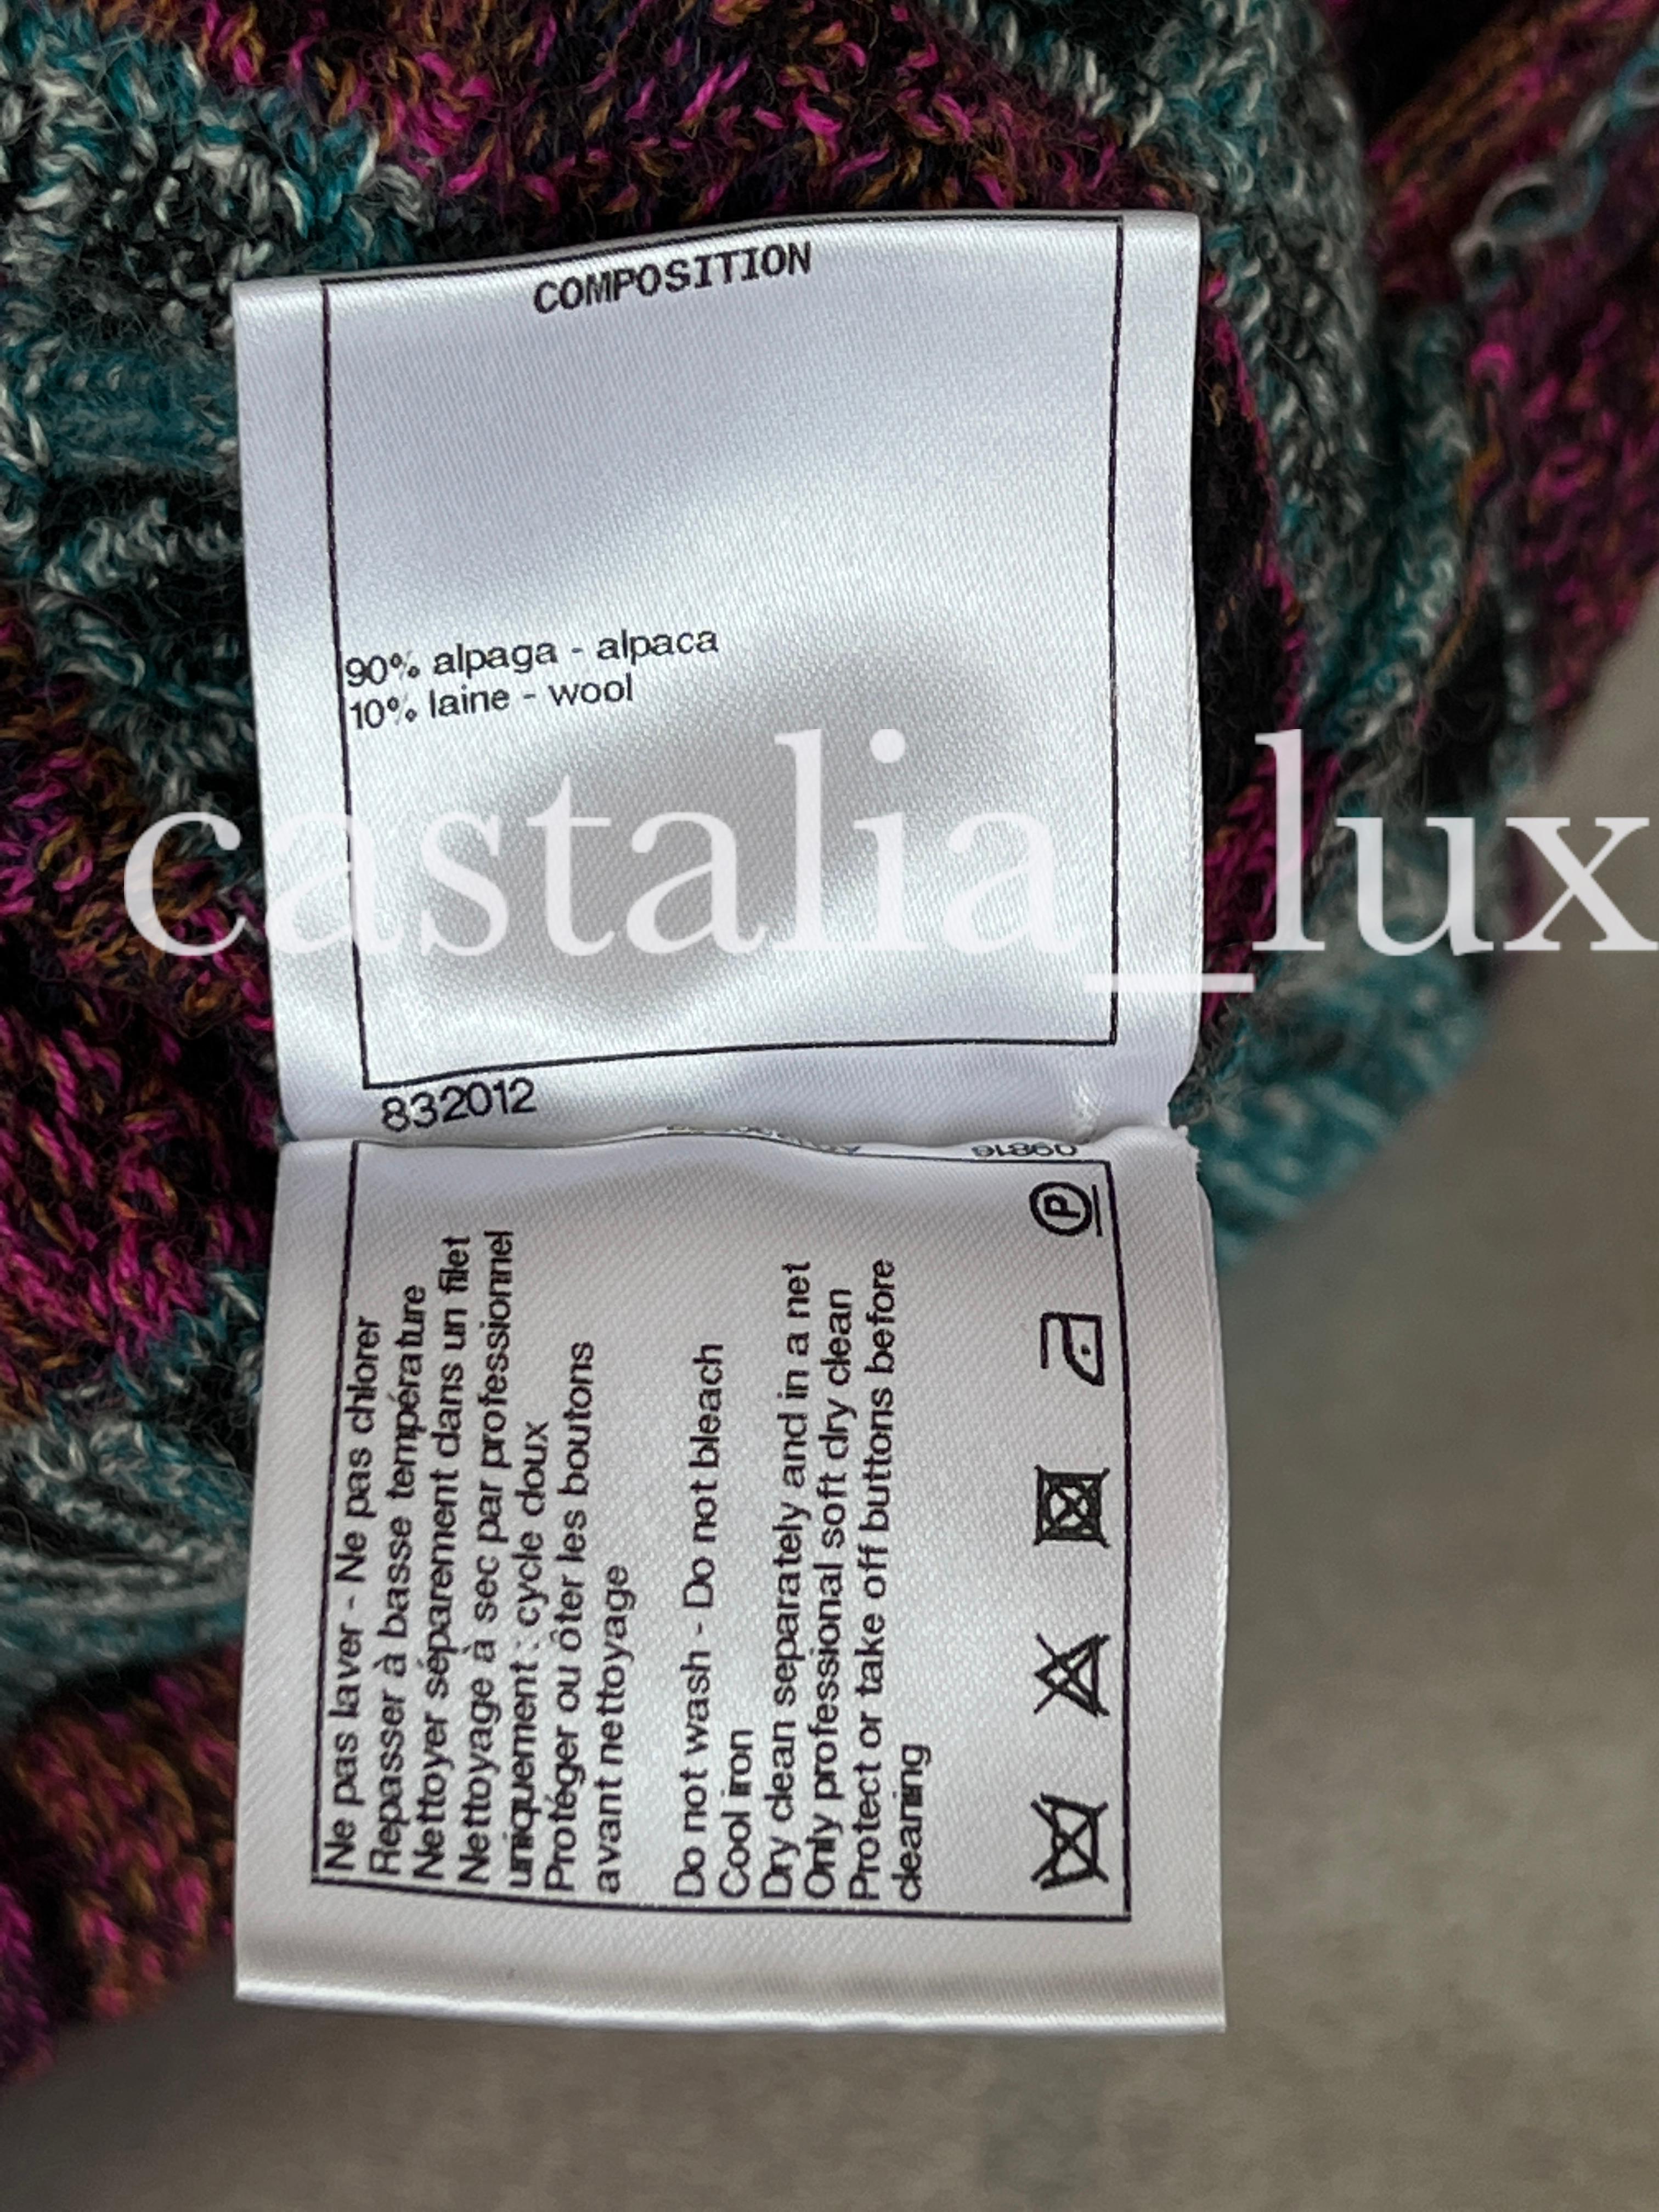 COMPOSITION
90% alpaga - alpaca
10% laine - wool
castalia_lux
832012
09816
Ne pas laver - Ne pas chlorer
Repasser à basse température
Nettoyer séparement dans un filet
Nettoyage à sec par professionnel
uniquement : cycle doux
Protéger ou ôter les boutons
avant nettoyage
Do not wash - Do not bleach
Cool iron
Dry clean separately and in a net
Only professional soft dry clean
Protect or take off buttons before
cleaning
P